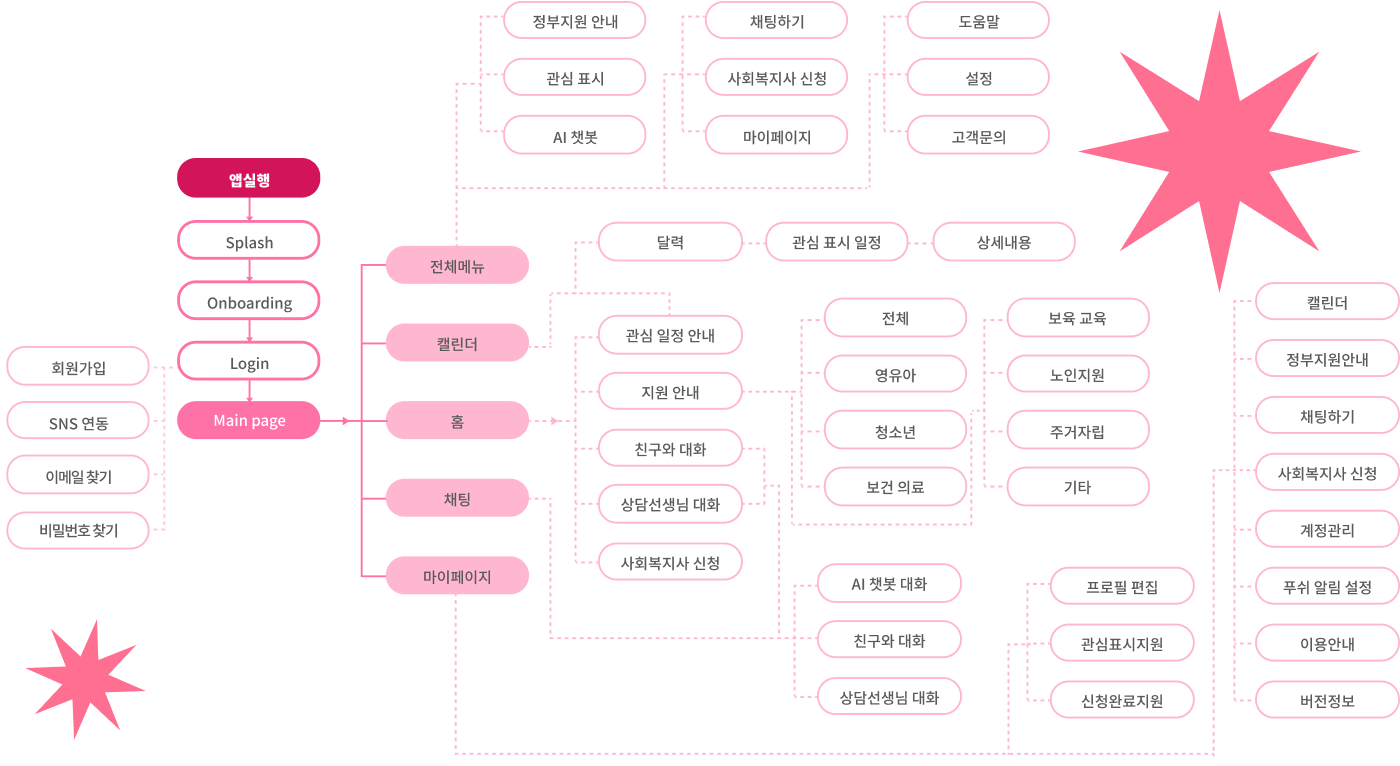 정부지원 안내
관심 표시
AI 챗봇
채팅하기
사회복지사 신청
마이페이지
도움말
설정
고객문의
앱실행
Splash
Onboarding
Login
Main page
회원가입
SNS 연동
이메일 찾기
비밀번호 찾기
전체메뉴
캘린더
홈
채팅
마이페이지
달력
관심 표시 일정
상세내용
관심 일정 안내
지원 안내
친구와 대화
상담선생님 대화
사회복지사 신청
전체
영유아
청소년
보건 의료
보육 교육
노인지원
주거자립
기타
AI 챗봇 대화
친구와 대화
상담선생님 대화
프로필 편집
관심표시지원
신청완료지원
캘린더
정부지원안내
채팅하기
사회복지사 신청
계정관리
푸쉬 알림 설정
이용안내
버전정보